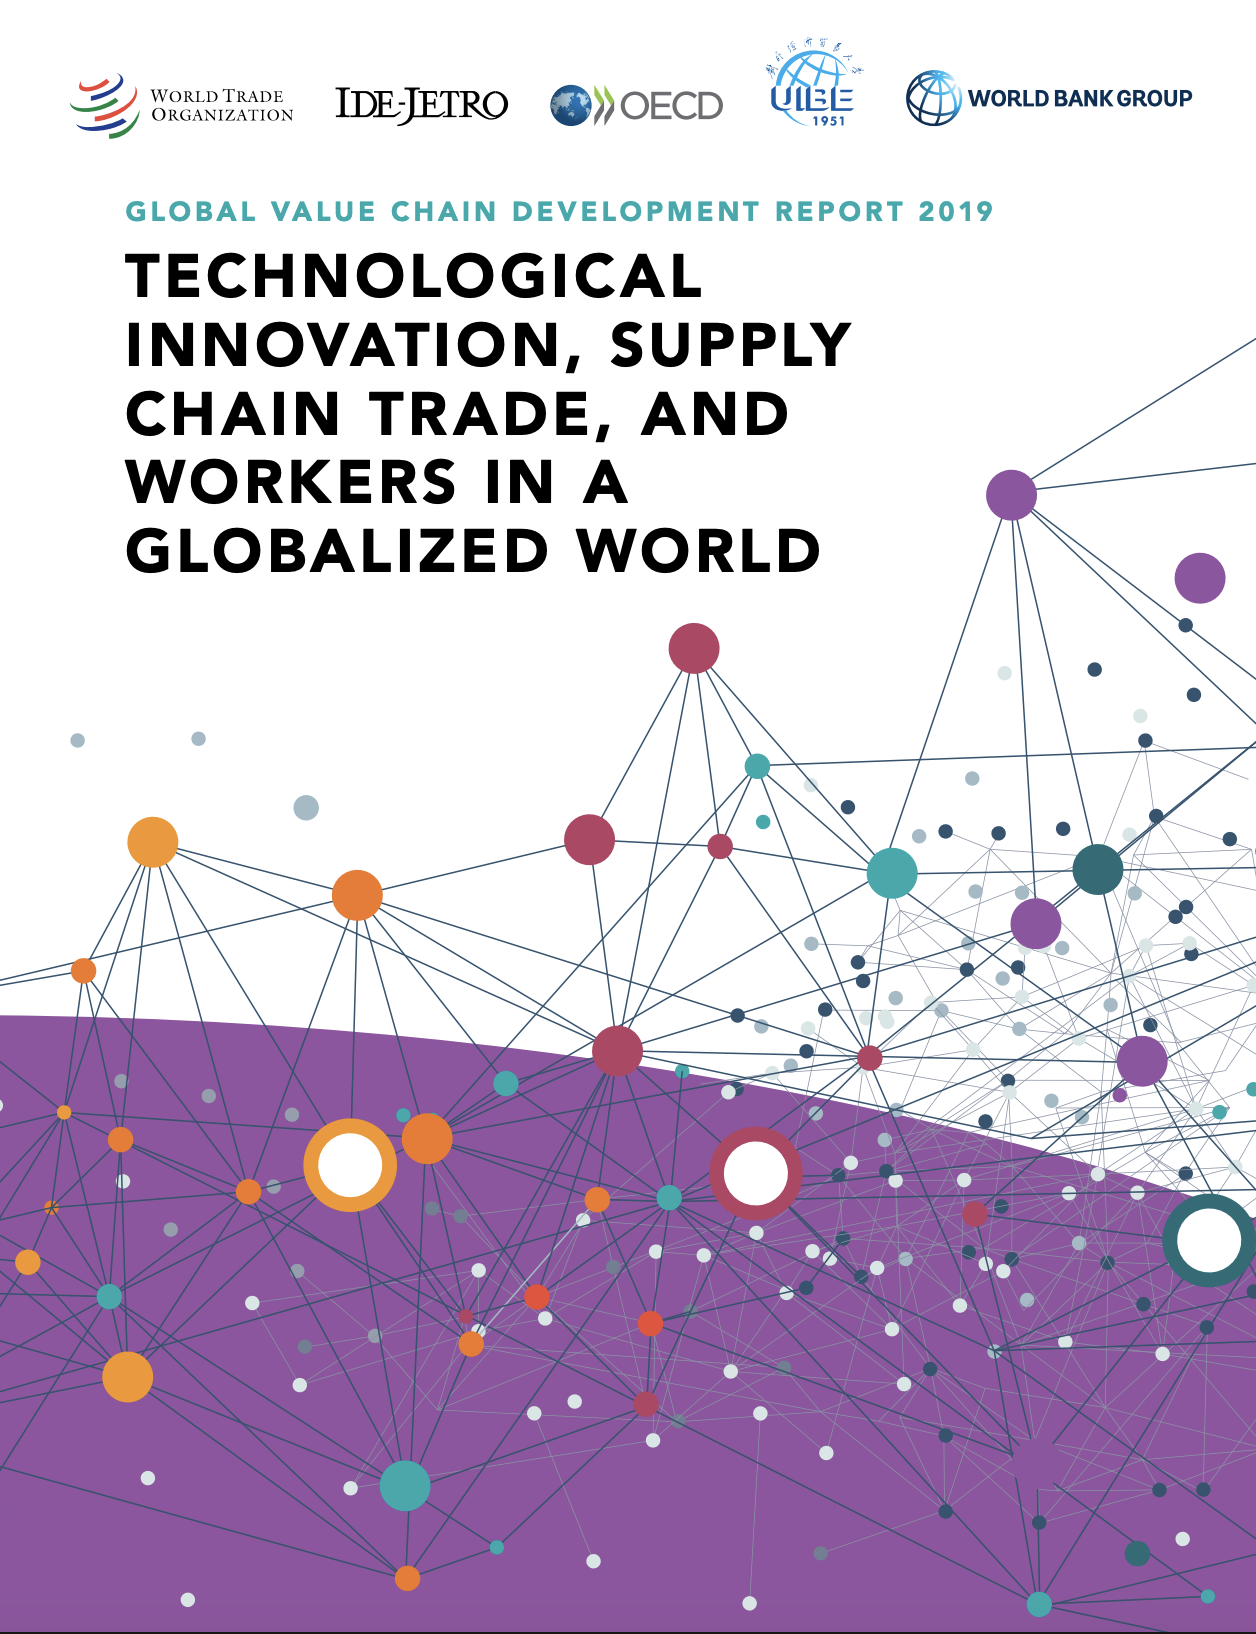 WORLD TRADE
ORGANIZATION
IDE-JETRO
OECD
UIBE
1951
WORLD BANK GROUP
GLOBAL VALUE CHAIN DEVELOPMENT REPORT 2019
TECHNOLOGICAL
INNOVATION, SUPPLY
CHAIN TRADE, AND
WORKERS IN A
GLOBALIZED WORLD